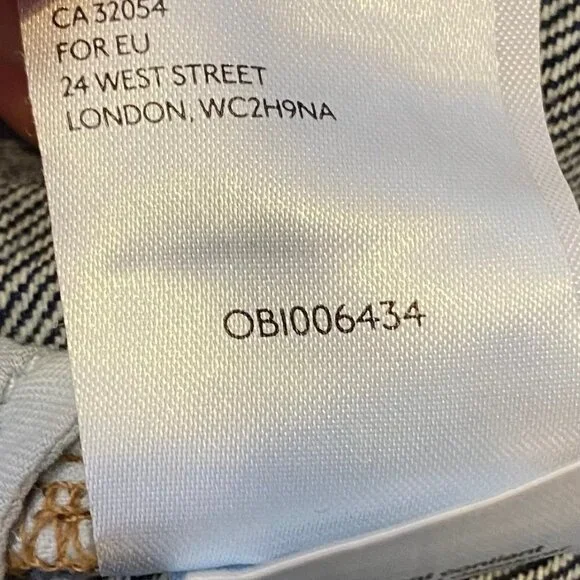 CA 32054
FOR EU
24 WEST STREET
LONDON, WC2H9NA
OBI006434